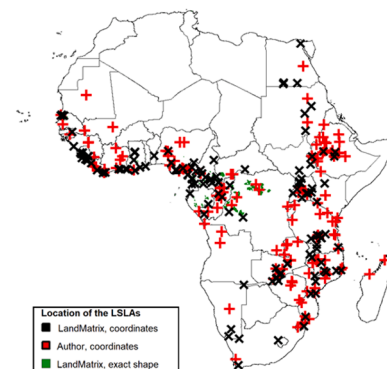 Location of the LSLAs
LandMatrix, coordinates
Author, coordinates
LandMatrix, exact shape